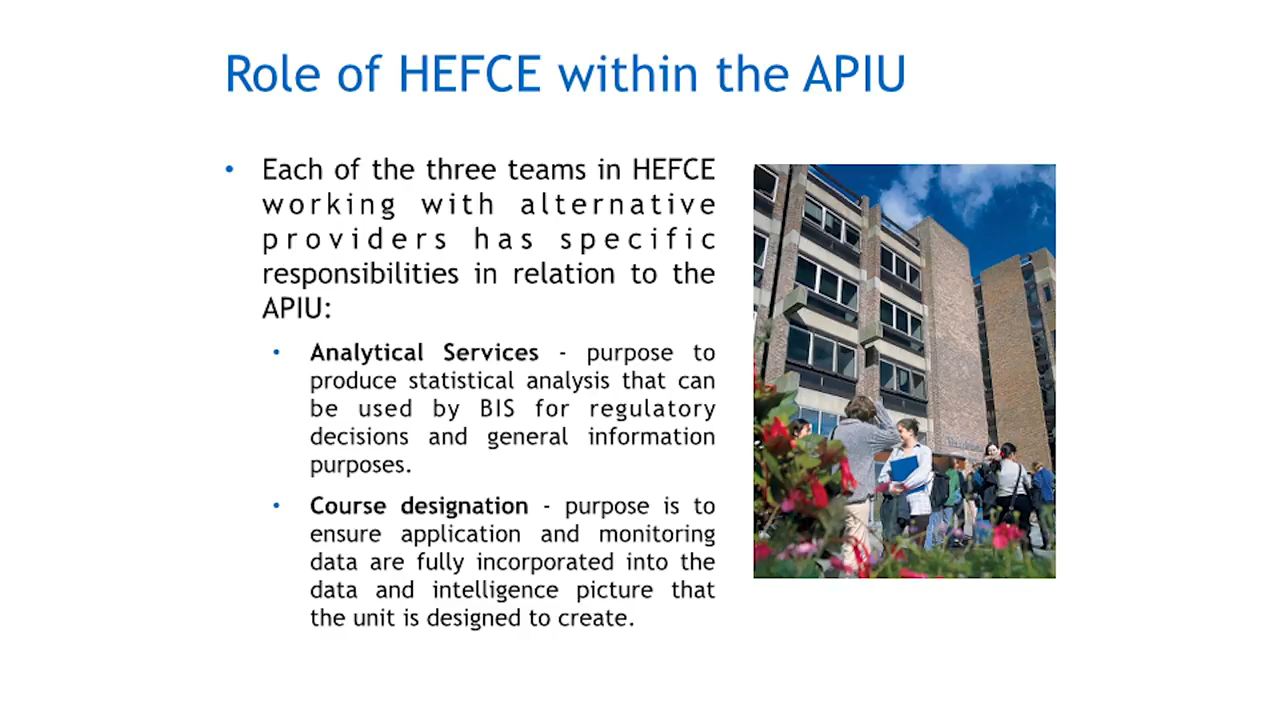 Role of HEFCE within the APIU
• Each of the three teams in HEFCE
working with alternative
providers has specific
responsibilities in relation to the
APIU:
• Analytical Services - purpose to
produce statistical analysis that can
be used by BIS for regulatory
decisions and general information
purposes.
• Course designation - purpose is to
ensure application and monitoring
data are fully incorporated into the
data and intelligence picture that
the unit is designed to create.